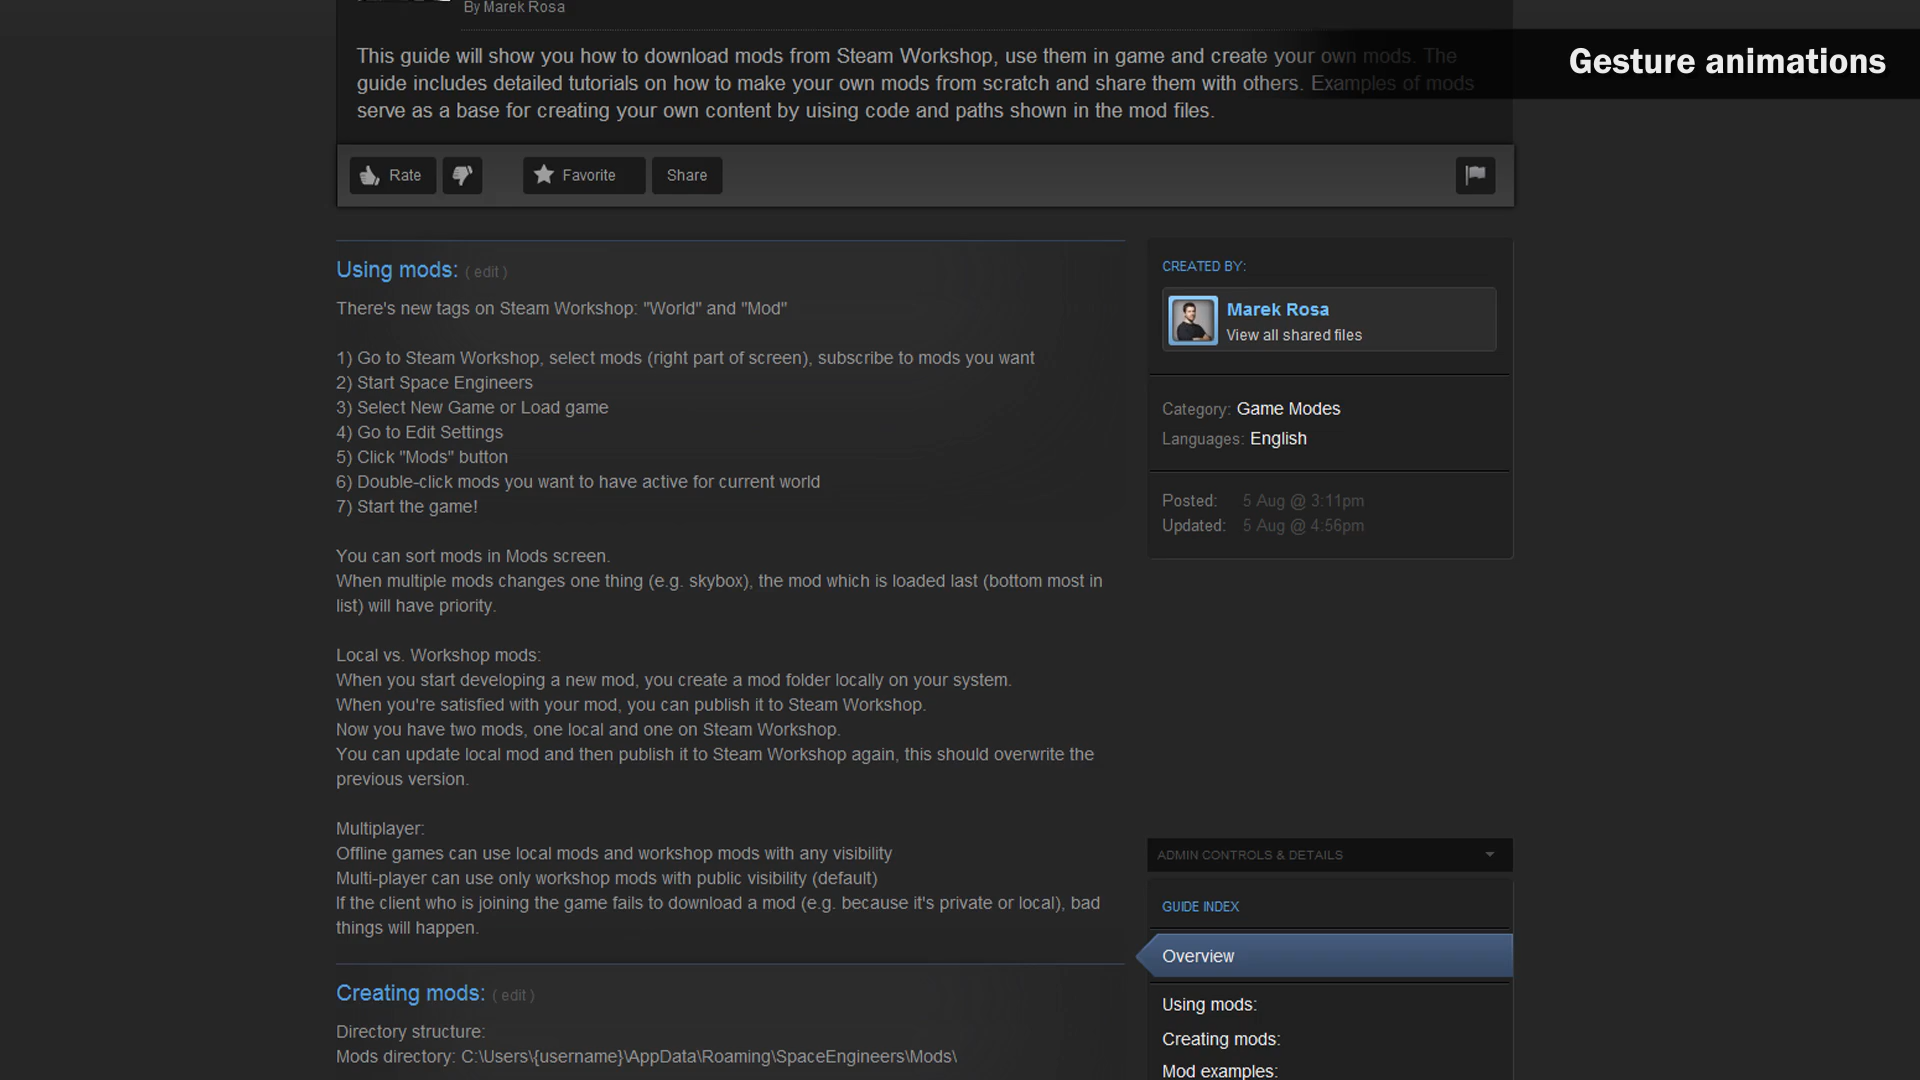 By Marek Rosa
This guide will show you how to download mods from Steam Workshop, use them in game and create your own mods. The
guide includes detailed tutorials on how to make your own mods from scratch and share them with others. Examples of mods
serve as a base for creating your own content by uising code and paths shown in the mod files.
Gesture animations
Rate
Favorite
Share
Using mods: ( edit )
There's new tags on Steam Workshop: "World" and "Mod"
1) Go to Steam Workshop, select mods (right part of screen), subscribe to mods you want
2) Start Space Engineers
3) Select New Game or Load game
4) Go to Edit Settings
5) Click "Mods" button
6) Double-click mods you want to have active for current world
7) Start the game!
You can sort mods in Mods screen.
When multiple mods changes one thing (e.g. skybox), the mod which is loaded last (bottom most in
list) will have priority.
Local vs. Workshop mods:
When you start developing a new mod, you create a mod folder locally on your system.
When you're satisfied with your mod, you can publish it to Steam Workshop.
Now you have two mods, one local and one on Steam Workshop.
You can update local mod and then publish it to Steam Workshop again, this should overwrite the
previous version.
Multiplayer:
Offline games can use local mods and workshop mods with any visibility
Multi-player can use only workshop mods with public visibility (default)
If the client who is joining the game fails to download a mod (e.g. because it's private or local), bad
things will happen.
Creating mods: ( edit )
Directory structure:
Mods directory: C:\Users\{username}\AppData\Roaming\SpaceEngineers\Mods\
CREATED BY:
Marek Rosa
View all shared files
Category: Game Modes
Languages: English
Posted: 5 Aug @ 3:11pm
Updated: 5 Aug @ 4:56pm
ADMIN CONTROLS & DETAILS
GUIDE INDEX
Overview
Using mods:
Creating mods:
Mod examples: